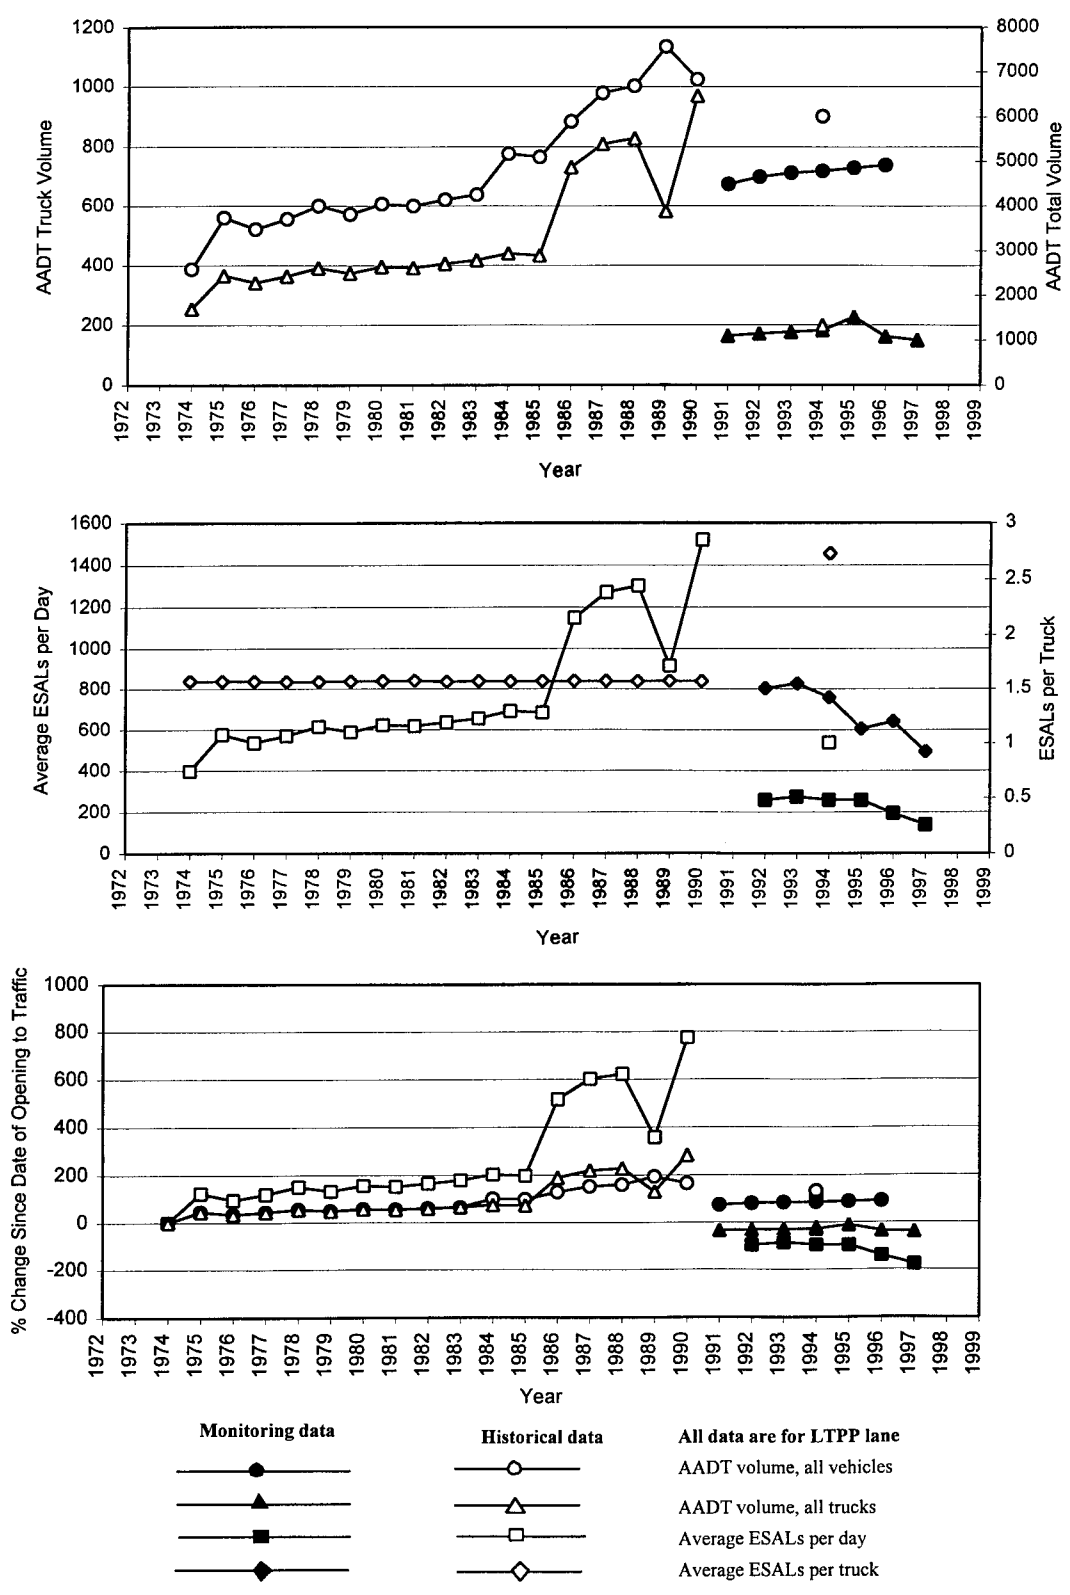 1200
1000
800
600
400
200
0
AADT Truck Volume
8000
7000
6000
5000
4000
3000
2000
1000
0
AADT Total Volume
1972 1973 1974 1975 1976 1977 1978 1979 1980 1981 1982 1983 1984 1985 1986 1987 1988 1989 1990 1991 1992 1993 1994 1995 1996 1997 1998 1999
Year
1600
1400
1200
1000
800
600
400
200
0
Average ESALs per Day
3
2.5
2
1.5
1
0.5
0
ESALs per Truck
1972 1973 1974 1975 1976 1977 1978 1979 1980 1981 1982 1983 1984 1985 1986 1987 1988 1989 1990 1991 1992 1993 1994 1995 1996 1997 1998 1999
Year
1000
800
600
400
200
0
-200
-400
% Change Since Date of Opening to Traffic
1972 1973 1974 1975 1976 1977 1978 1979 1980 1981 1982 1983 1984 1985 1986 1987 1988 1989 1990 1991 1992 1993 1994 1995 1996 1997 1998 1999
Year
Monitoring data Historical data All data are for LTPP lane
AADT volume, all vehicles
AADT volume, all trucks
Average ESALs per day
Average ESALs per truck